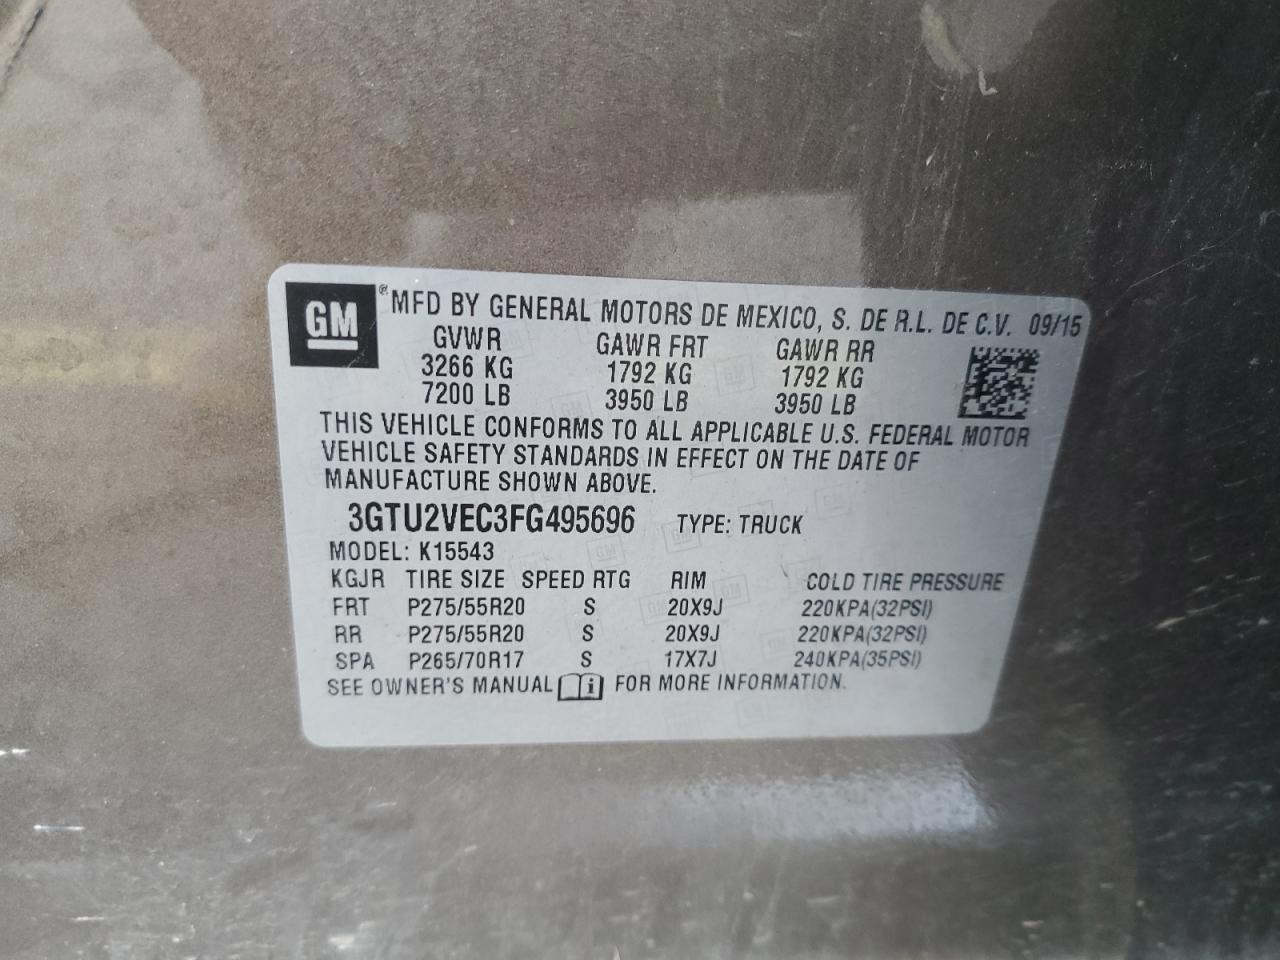 GM ® MFD BY GENERAL MOTORS DE MEXICO, S. DE R.L. DE C.V. 09/15
GVWR GAWR FRT GAWR RR
3266 KG 1792 KG 1792 KG
7200 LB 3950 LB 3950 LB
THIS VEHICLE CONFORMS TO ALL APPLICABLE U.S. FEDERAL MOTOR
VEHICLE SAFETY STANDARDS IN EFFECT ON THE DATE OF
MANUFACTURE SHOWN ABOVE.
3GTU2VEC3FG495696 TYPE: TRUCK
MODEL: K15543
KGJR TIRE SIZE SPEED RTG RIM COLD TIRE PRESSURE
FRT P275/55R20 S 20X9J 220KPA(32PSI)
RR P275/55R20 S 20X9J 220KPA(32PSI)
SPA P265/70R17 S 17X7J 240KPA(35PSI)
SEE OWNER'S MANUAL i FOR MORE INFORMATION.